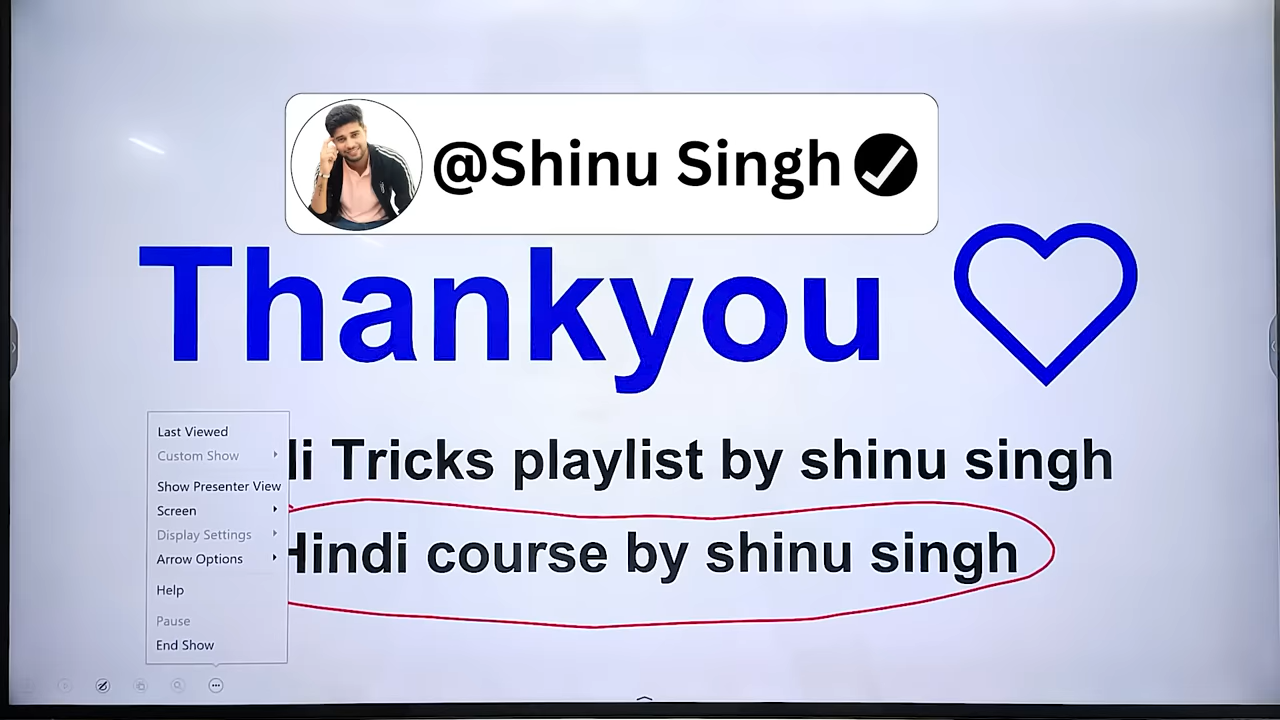 @Shinu Singh
Thankyou
li Tricks playlist by shinu singh
Hindi course by shinu singh
Last Viewed
Custom Show
Show Presenter View
Screen
Display Settings
Arrow Options
Help
Pause
End Show